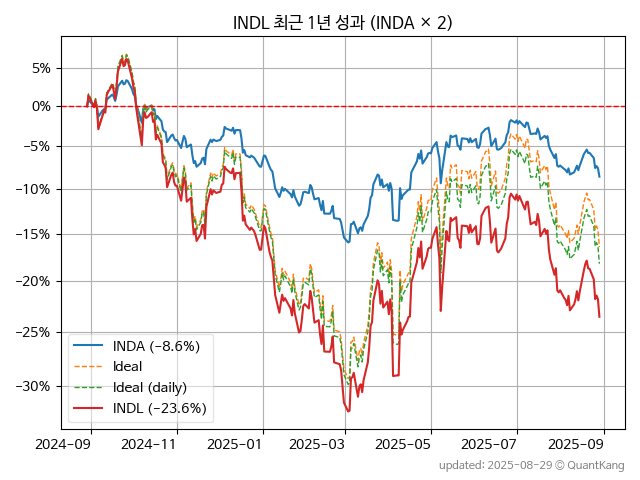 INDL 최근 1년 성과 (INDA × 2)
5%
0%
−5%
−10%
−15%
−20%
−25%
−30%
INDA (−8.6%)
Ideal
Ideal (daily)
INDL (−23.6%)
2024−09 2024−11 2025−01 2025−03 2025−05 2025−07 2025−09
updated: 2025-08-29 © QuantKang